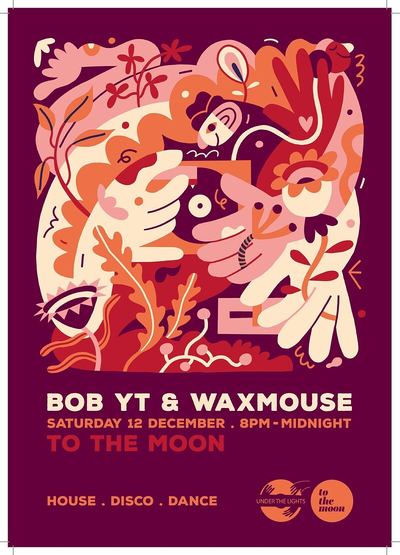 BOB YT & WAXMOUSE
SATURDAY 12 DECEMBER . 8PM - MIDNIGHT
TO THE MOON
HOUSE . DISCO . DANCE
UNDER THE LIGHTS
to
the
moon